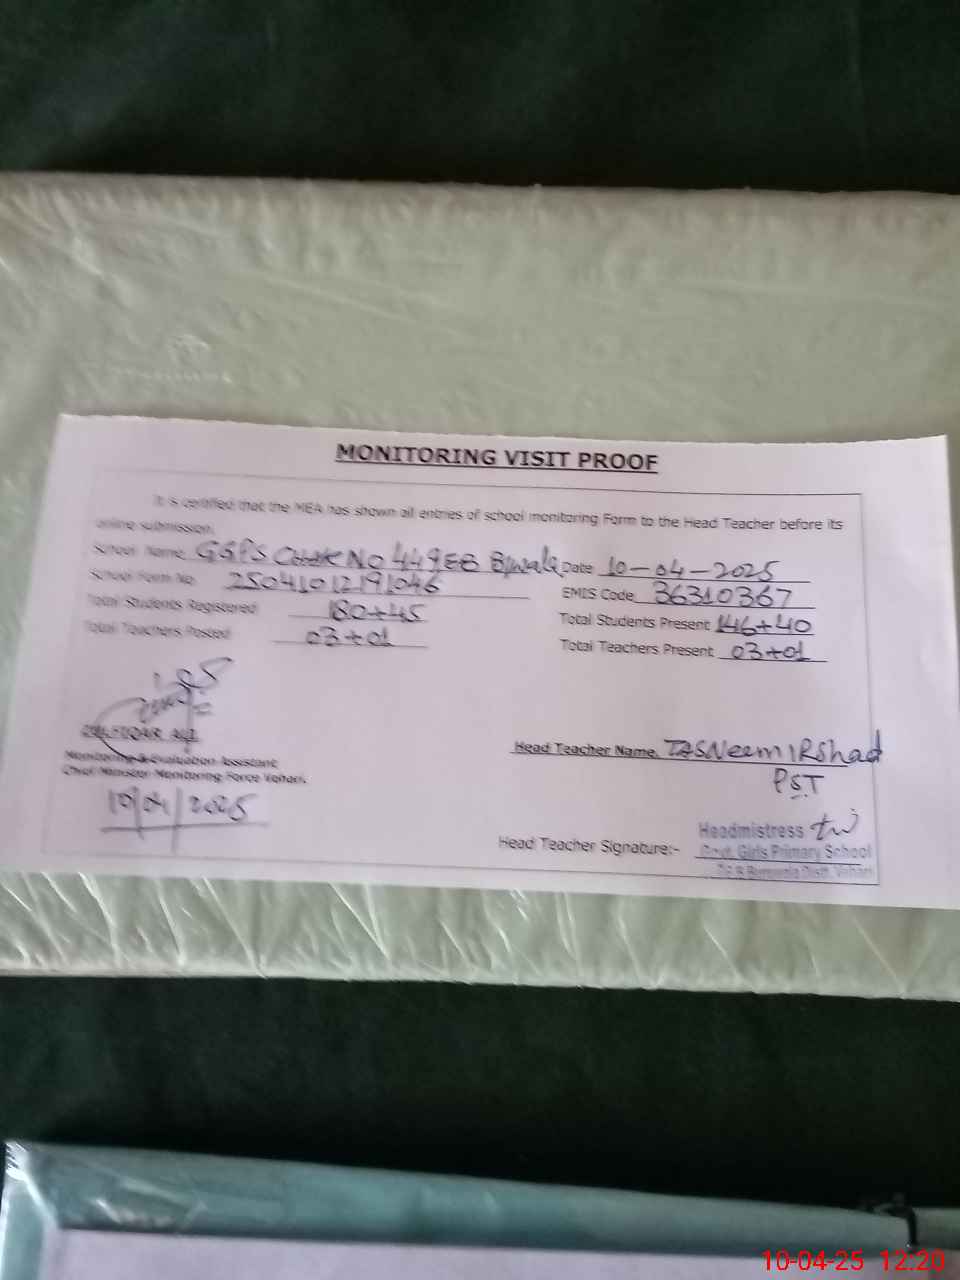 MONITORING VISIT PROOF
It is certified that the MEA has shown all entries of school monitoring Form to the Head Teacher before its
online submission.
School Name GGPS Chak No 449EB B/wala Date 10-04-2025
School Form No. 25041012191046 EMIS Code 36310367
Total Students Registered 180+45 Total Students Present 146+40
Total Teachers Posted 03+01 Total Teachers Present 03+01
ZULFIQAR ALI
Monitoring & Evaluation Assistant
Chief Minister Monitoring Force Vehari.
10/04/2025
Head Teacher Name. TASNeem IRShad
PST
Head Teacher Signature:-
Headmistress
Govt. Girls Primary School
Distt. Vehari
10-04-25 12:20